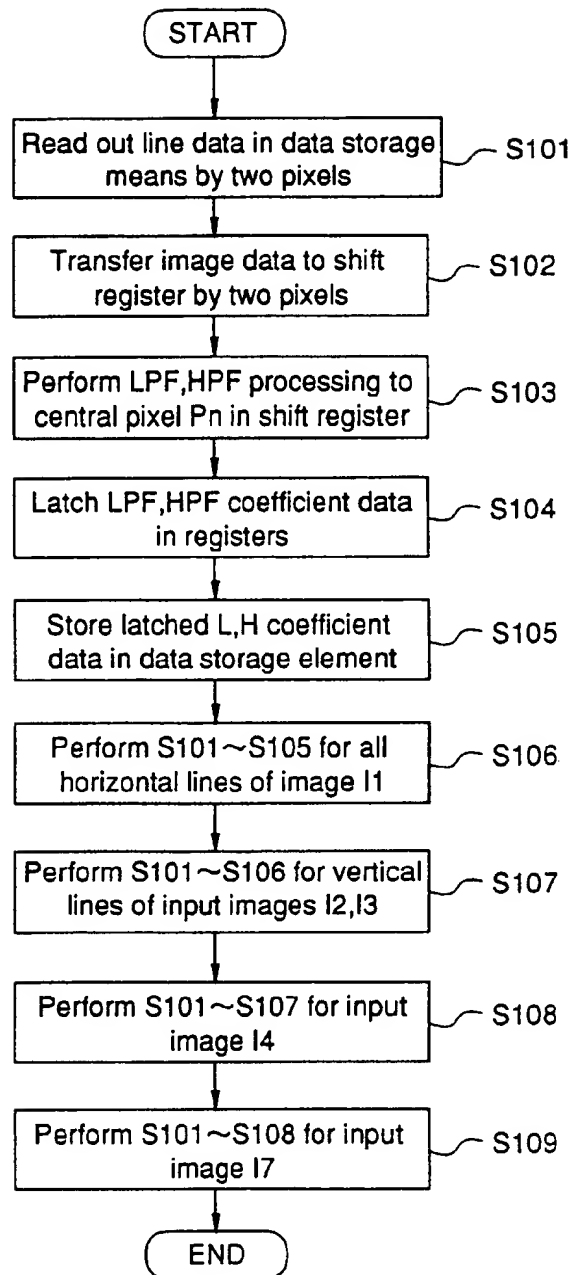 START
Read out line data in data storage
means by two pixels
S101
Transfer image data to shift
register by two pixels
S102
Perform LPF,HPF processing to
central pixel Pn in shift register
S103
Latch LPF,HPF coefficient data
in registers
S104
Store latched L,H coefficient
data in data storage element
S105
Perform S101~S105 for all
horizontal lines of image I1
S106
Perform S101~S106 for vertical
lines of input images I2,I3
S107
Perform S101~S107 for input
image I4
S108
Perform S101~S108 for input
image I7
S109
END